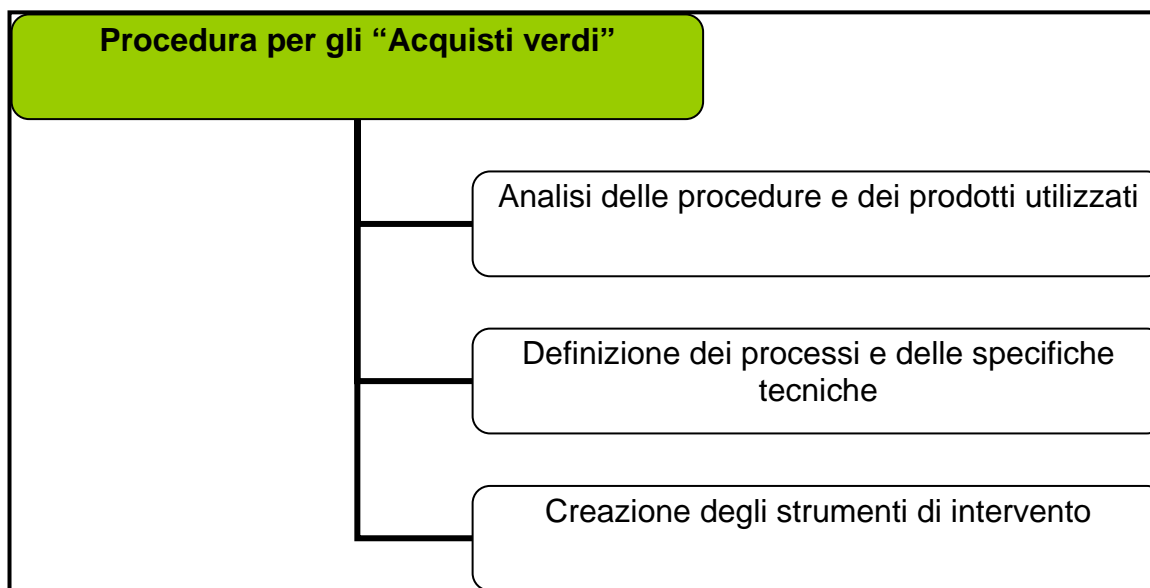 Procedura per gli “Acquisti verdi”
Analisi delle procedure e dei prodotti utilizzati
Definizione dei processi e delle specifiche
tecniche
Creazione degli strumenti di intervento